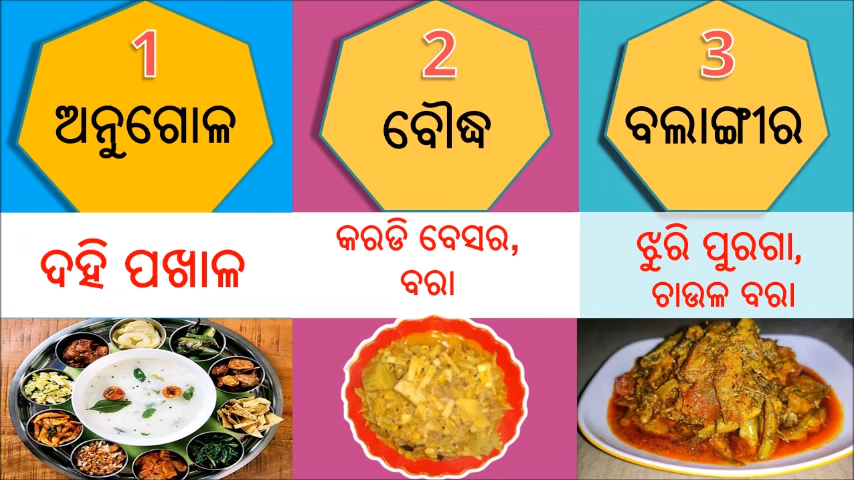 1
ଅନୁଗୋଳ
ଦହି ପଖାଳ
2
ବୌଦ୍ଧ
କରଡି ବେସର,
ବରା
3
ବଲାଙ୍ଗୀର
ଝୁରି ପୁରଗା,
ଚାଉଳ ବରା